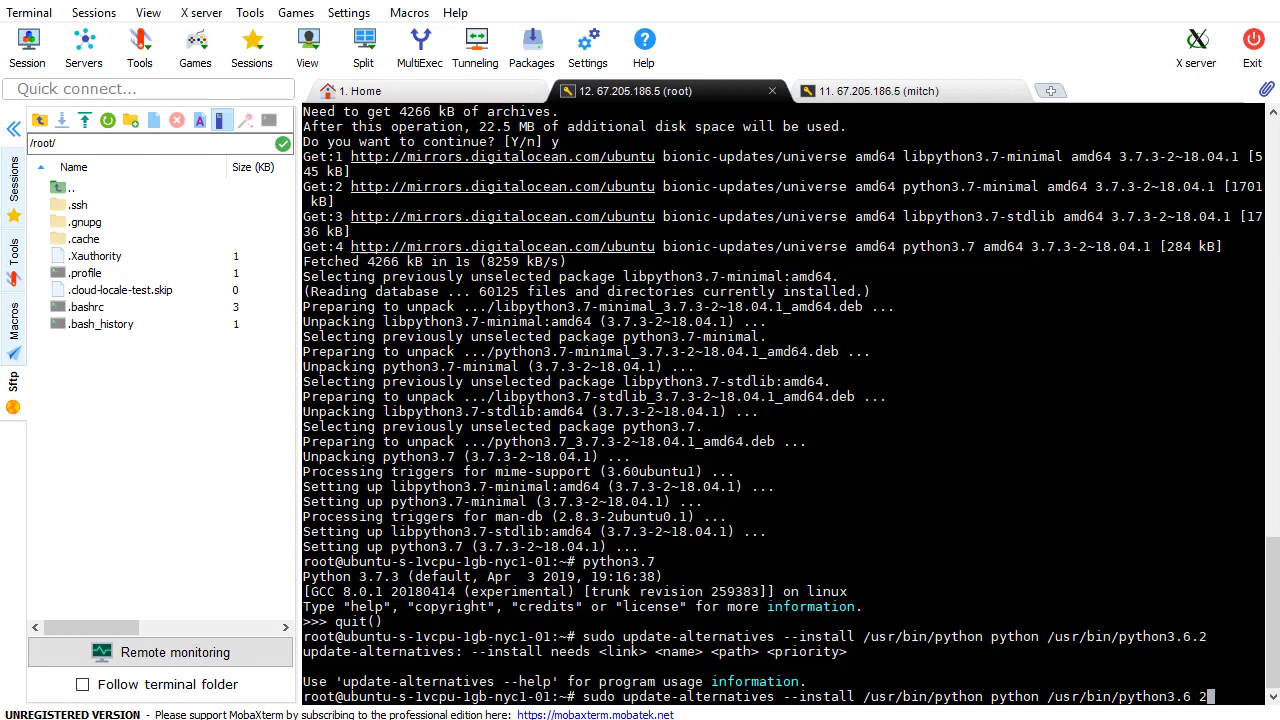 Terminal Sessions View X server Tools Games Settings Macros Help
Session Servers Tools Games Sessions View Split MultiExec Tunneling Packages Settings Help X server Exit
Quick connect...
1. Home
12. 67.205.186.5 (root)
11. 67.205.186.5 (mitch)
Sessions
Tools
Macros
Sftp
/root/
Name Size (KB)
..
.ssh
.gnupg
.cache
.Xauthority 1
.profile 1
.cloud-locale-test.skip 0
.bashrc 3
.bash_history 1
Remote monitoring
Follow terminal folder
Need to get 4266 kB of archives.
After this operation, 22.5 MB of additional disk space will be used.
Do you want to continue? [Y/n] y
Get:1 http://mirrors.digitalocean.com/ubuntu bionic-updates/universe amd64 libpython3.7-minimal amd64 3.7.3-2~18.04.1 [5
45 kB]
Get:2 http://mirrors.digitalocean.com/ubuntu bionic-updates/universe amd64 python3.7-minimal amd64 3.7.3-2~18.04.1 [1701
 kB]
Get:3 http://mirrors.digitalocean.com/ubuntu bionic-updates/universe amd64 libpython3.7-stdlib amd64 3.7.3-2~18.04.1 [17
36 kB]
Get:4 http://mirrors.digitalocean.com/ubuntu bionic-updates/universe amd64 python3.7 amd64 3.7.3-2~18.04.1 [284 kB]
Fetched 4266 kB in 1s (8259 kB/s)
Selecting previously unselected package libpython3.7-minimal:amd64.
(Reading database ... 60125 files and directories currently installed.)
Preparing to unpack .../libpython3.7-minimal_3.7.3-2~18.04.1_amd64.deb ...
Unpacking libpython3.7-minimal:amd64 (3.7.3-2~18.04.1) ...
Selecting previously unselected package python3.7-minimal.
Preparing to unpack .../python3.7-minimal_3.7.3-2~18.04.1_amd64.deb ...
Unpacking python3.7-minimal (3.7.3-2~18.04.1) ...
Selecting previously unselected package libpython3.7-stdlib:amd64.
Preparing to unpack .../libpython3.7-stdlib_3.7.3-2~18.04.1_amd64.deb ...
Unpacking libpython3.7-stdlib:amd64 (3.7.3-2~18.04.1) ...
Selecting previously unselected package python3.7.
Preparing to unpack .../python3.7_3.7.3-2~18.04.1_amd64.deb ...
Unpacking python3.7 (3.7.3-2~18.04.1) ...
Processing triggers for mime-support (3.60ubuntu1) ...
Setting up libpython3.7-minimal:amd64 (3.7.3-2~18.04.1) ...
Setting up python3.7-minimal (3.7.3-2~18.04.1) ...
Processing triggers for man-db (2.8.3-2ubuntu0.1) ...
Setting up libpython3.7-stdlib:amd64 (3.7.3-2~18.04.1) ...
Setting up python3.7 (3.7.3-2~18.04.1) ...
root@ubuntu-s-1vcpu-1gb-nyc1-01:~# python3.7
Python 3.7.3 (default, Apr  3 2019, 19:16:38)
[GCC 8.0.1 20180414 (experimental) [trunk revision 259383]] on linux
Type "help", "copyright", "credits" or "license" for more information.
>>> quit()
root@ubuntu-s-1vcpu-1gb-nyc1-01:~# sudo update-alternatives --install /usr/bin/python python /usr/bin/python3.6.2
update-alternatives: --install needs <link> <name> <path> <priority>
Use 'update-alternatives --help' for program usage information.
root@ubuntu-s-1vcpu-1gb-nyc1-01:~# sudo update-alternatives --install /usr/bin/python python /usr/bin/python3.6 2
UNREGISTERED VERSION - Please support MobaXterm by subscribing to the professional edition here: https://mobaxterm.mobatek.net